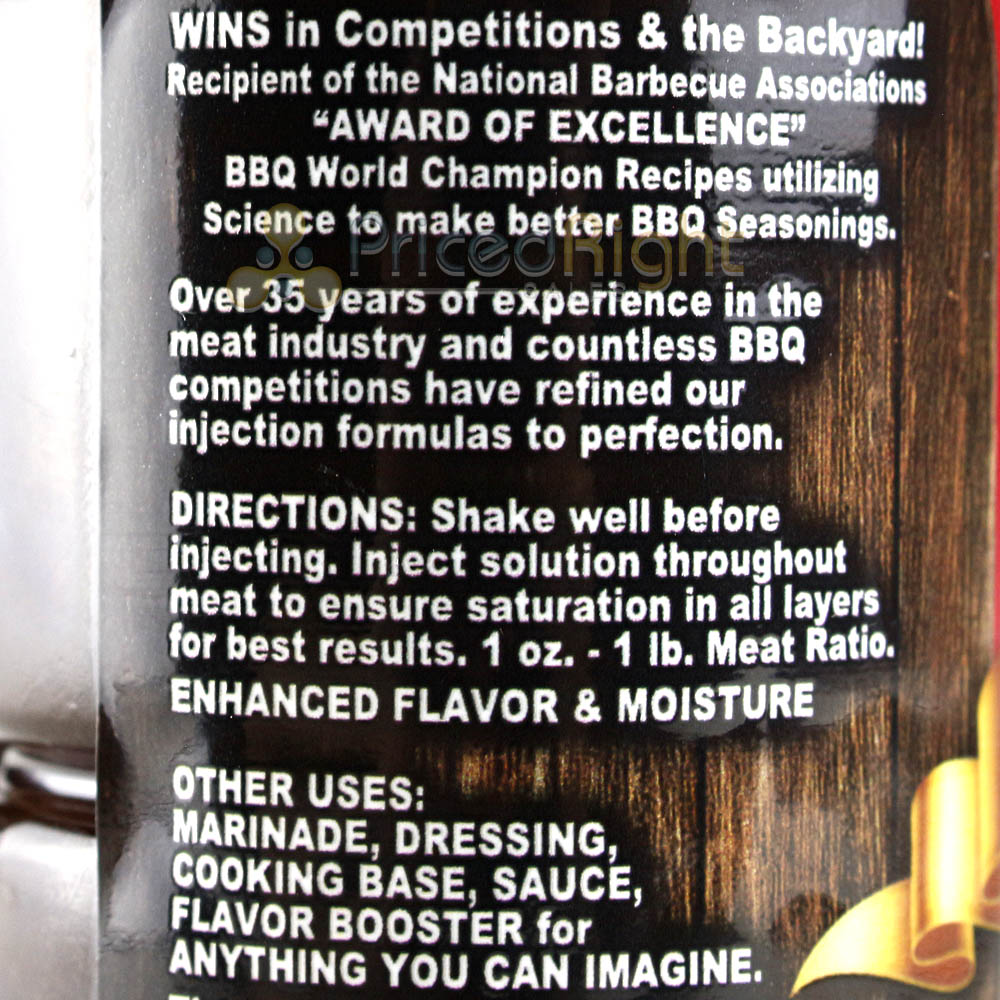 WINS in Competitions & the Backyard!
Recipient of the National Barbecue Associations
“AWARD OF EXCELLENCE”
BBQ World Champion Recipes utilizing
Science to make better BBQ Seasonings.
PricedRight
SALES
Over 35 years of experience in the
meat industry and countless BBQ
competitions have refined our
injection formulas to perfection.
DIRECTIONS: Shake well before
injecting. Inject solution throughout
meat to ensure saturation in all layers
for best results. 1 oz. - 1 lb. Meat Ratio.
ENHANCED FLAVOR & MOISTURE
OTHER USES:
MARINADE, DRESSING,
COOKING BASE, SAUCE,
FLAVOR BOOSTER for
ANYTHING YOU CAN IMAGINE.